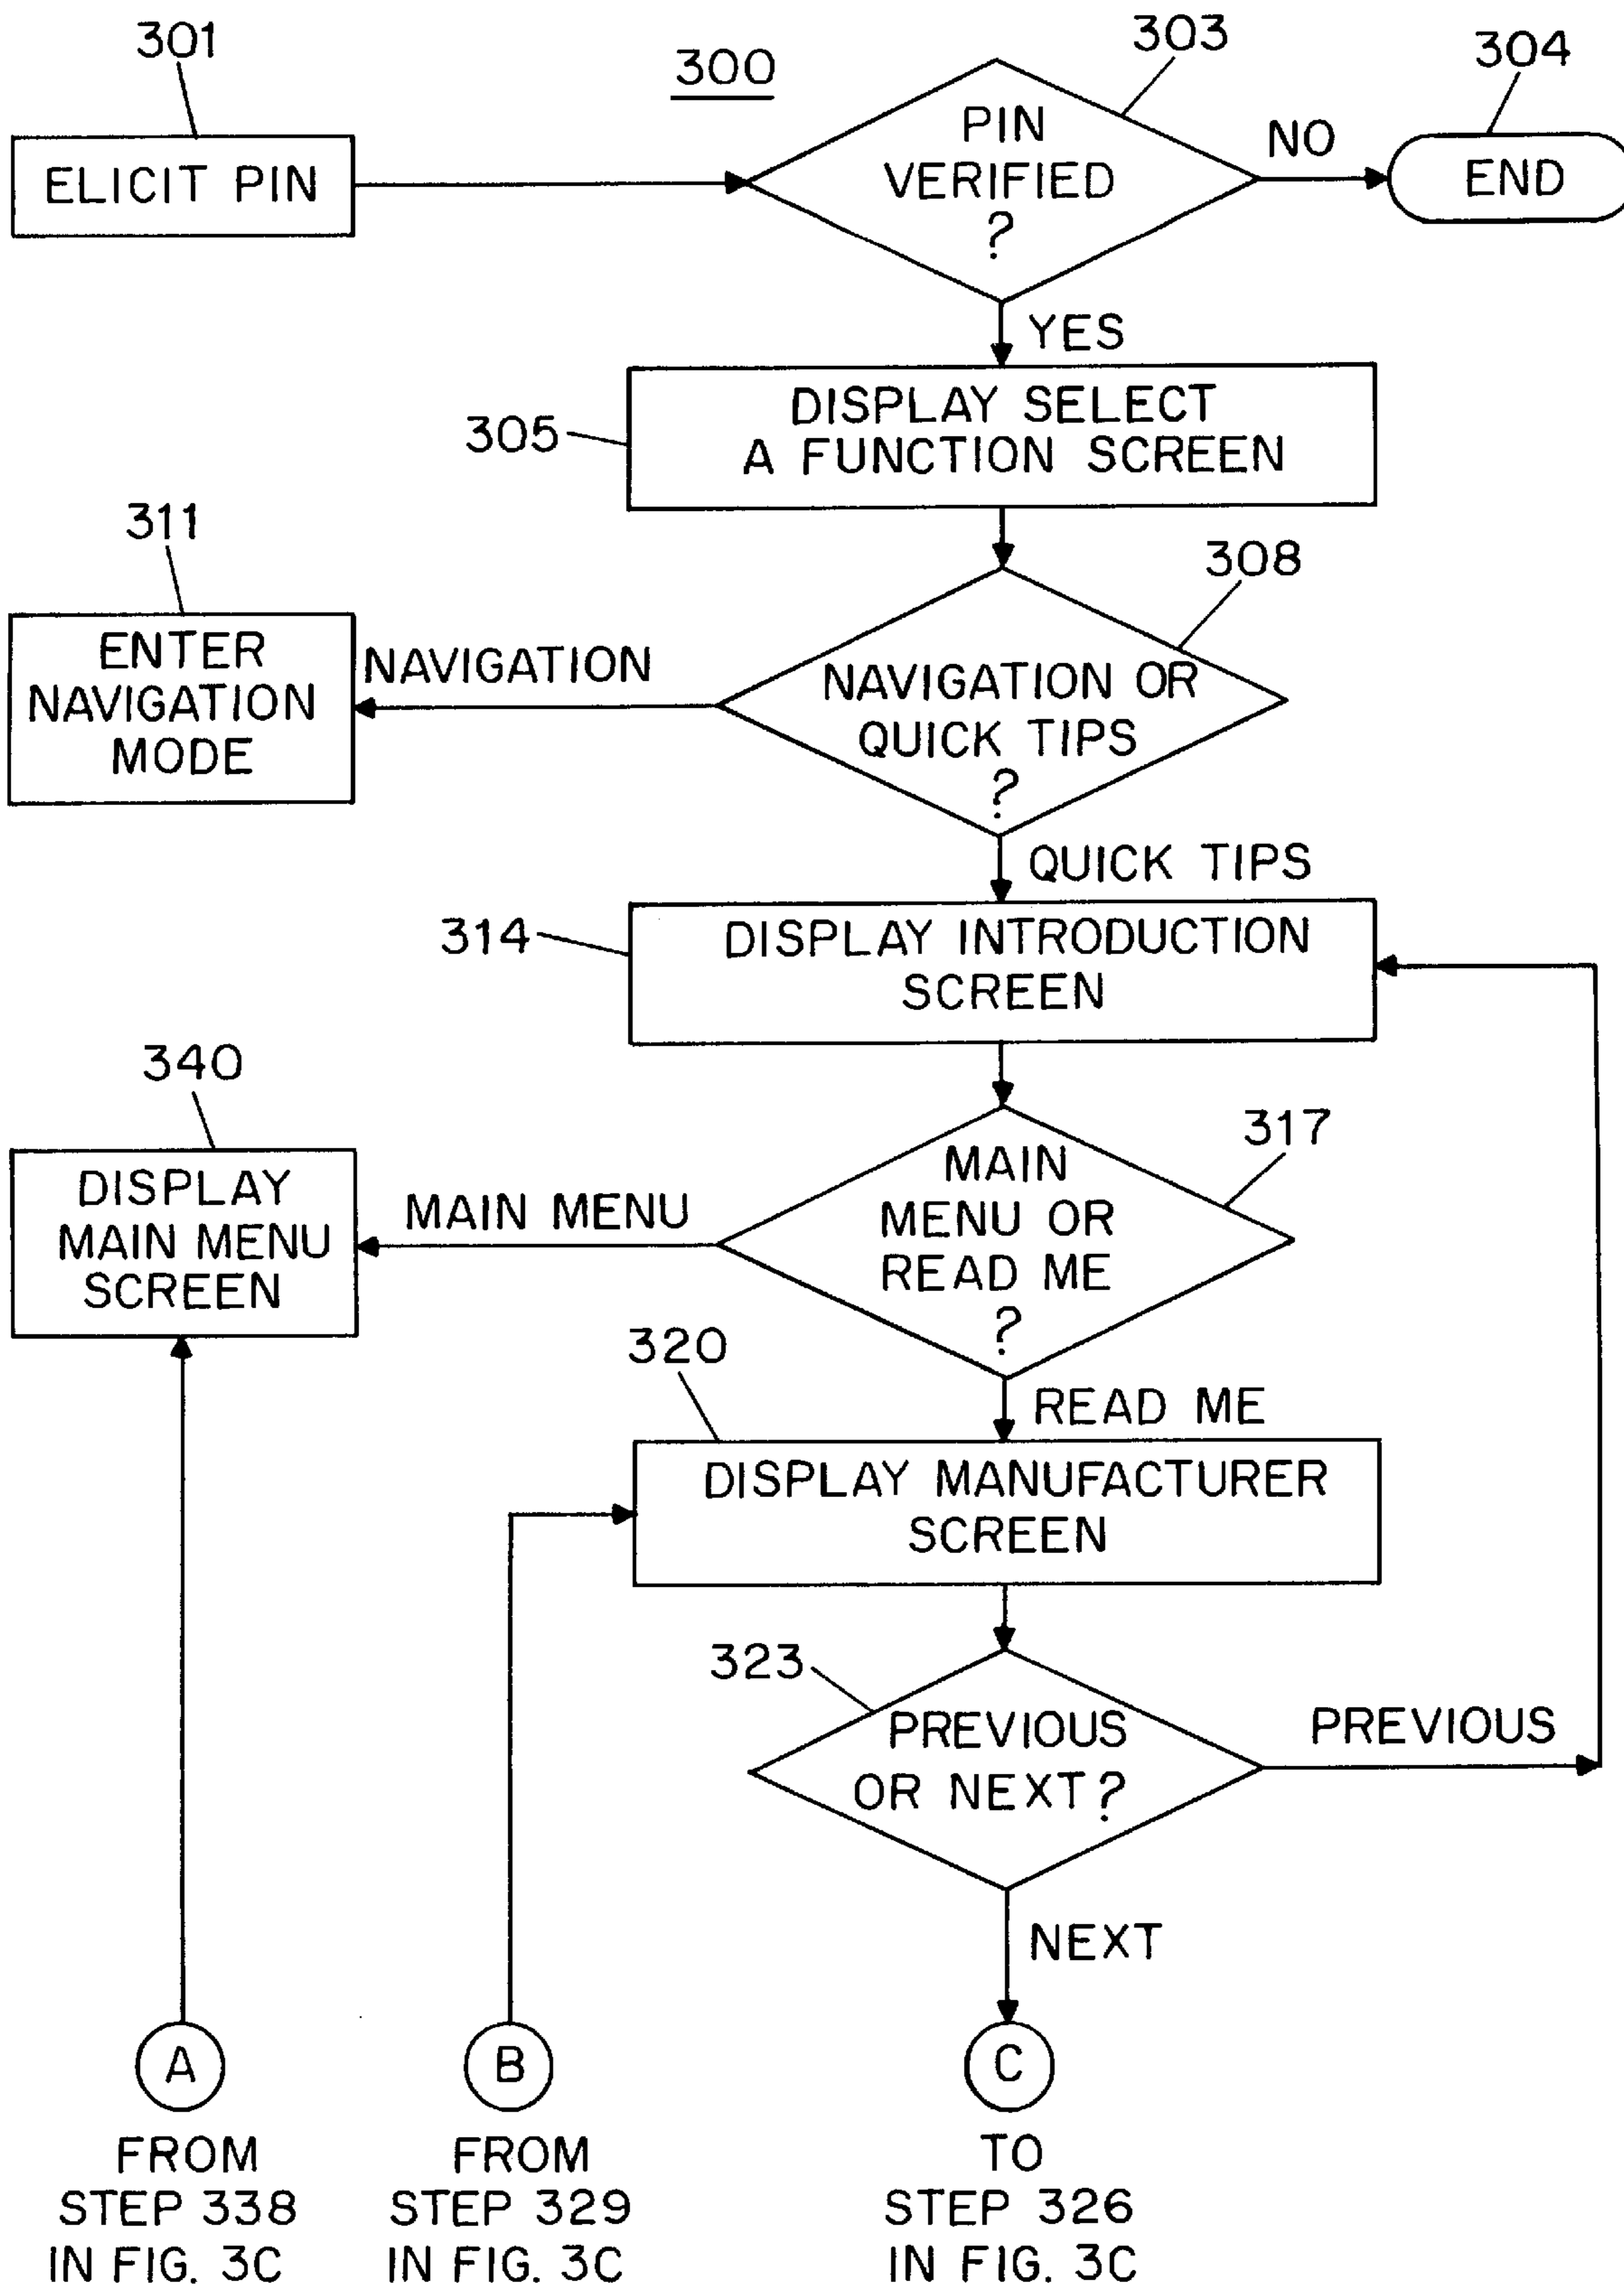 301
300
303
304
ELICIT PIN
PIN
VERIFIED
?
NO
END
YES
305
DISPLAY SELECT
A FUNCTION SCREEN
311
308
ENTER
NAVIGATION
MODE
NAVIGATION
NAVIGATION OR
QUICK TIPS
?
QUICK TIPS
314
DISPLAY INTRODUCTION
SCREEN
340
317
DISPLAY
MAIN MENU
SCREEN
MAIN MENU
MAIN
MENU OR
READ ME
?
320
READ ME
DISPLAY MANUFACTURER
SCREEN
323
PREVIOUS
OR NEXT?
PREVIOUS
NEXT
A
FROM
STEP 338
IN FIG. 3C
B
FROM
STEP 329
IN FIG. 3C
C
TO
STEP 326
IN FIG. 3C